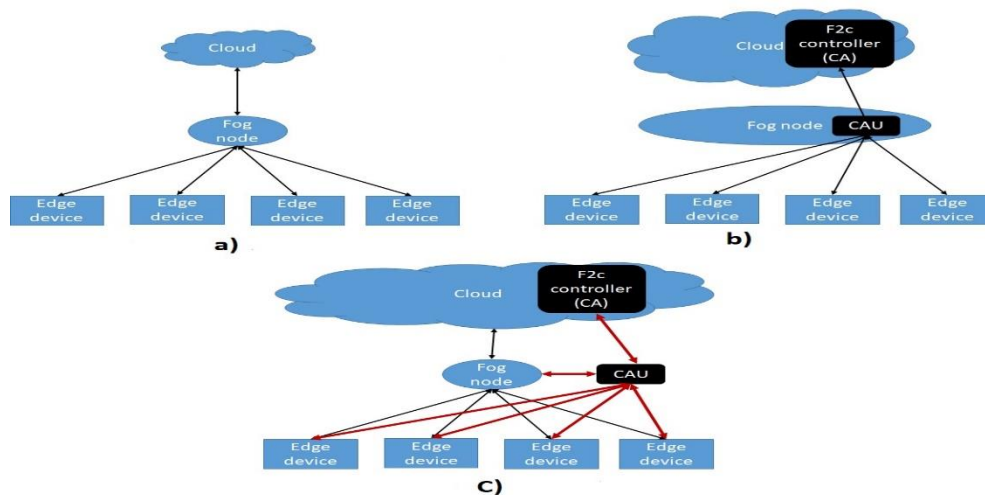 Cloud
Fog
node
Edge
device
Edge
device
Edge
device
Edge
device
a)
Cloud
F2c
controller
(CA)
Fog node
CAU
Edge
device
Edge
device
Edge
device
Edge
device
b)
Cloud
F2c
controller
(CA)
Fog
node
CAU
Edge
device
Edge
device
Edge
device
Edge
device
C)